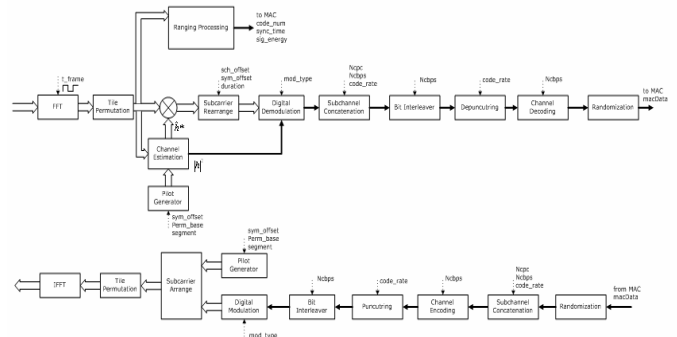 to MAC
code_num
sync_time
sig_energy
Ranging Processing
t_frame
sch_offset
sym_offset
duration
mod_type
Ncpc
Ncbps
code_rate
Ncbps
code_rate
Ncbps
to MAC
macData
FFT
Tile
Permutation
Subcarrier
Rearrange
Digital
Demodulation
Subchannel
Concatenation
Bit Interleaver
Depuncutring
Channel
Decoding
Randomization
Channel
Estimation
Pilot
Generator
sym_offset
Perm_base
segment
sym_offset
Perm_base
segment
Pilot
Generator
Ncbps
code_rate
Ncbps
Ncpc
Ncbps
code_rate
from MAC
macData
IFFT
Tile
Permutation
Subcarrier
Arrange
Digital
Modulation
Bit
Interleaver
Puncutring
Channel
Encoding
Subchannel
Concatenation
Randomization
mod_type